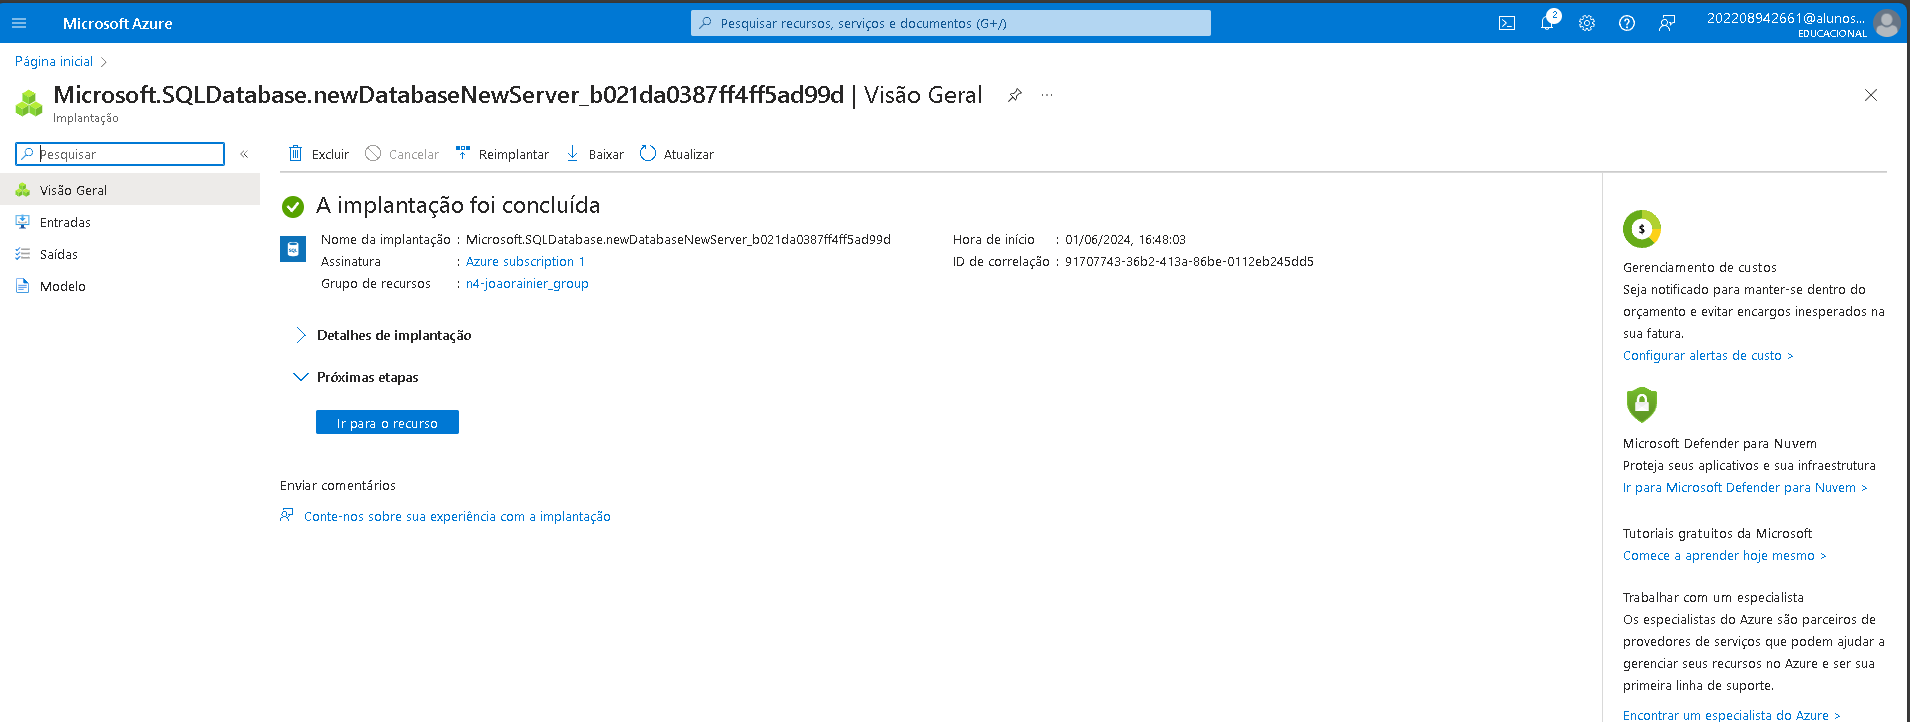 Microsoft Azure
Pesquisar recursos, serviços e documentos (G+/)
2
202208942661@alunos...
EDUCACIONAL
Página inicial
Microsoft.SQLDatabase.newDatabaseNewServer_b021da0387ff4ff5ad99d | Visão Geral
Implantação
Pesquisar
Visão Geral
Entradas
Saídas
Modelo
Excluir
Cancelar
Reimplantar
Baixar
Atualizar
A implantação foi concluída
SQL
Nome da implantação : Microsoft.SQLDatabase.newDatabaseNewServer_b021da0387ff4ff5ad99d
Assinatura : Azure subscription 1
Grupo de recursos : n4-joaorainier_group
Hora de início : 01/06/2024, 16:48:03
ID de correlação : 91707743-36b2-413a-86be-0112eb245dd5
Detalhes de implantação
Próximas etapas
Ir para o recurso
Enviar comentários
Conte-nos sobre sua experiência com a implantação
$
Gerenciamento de custos
Seja notificado para manter-se dentro do
orçamento e evitar encargos inesperados na
sua fatura.
Configurar alertas de custo >
Microsoft Defender para Nuvem
Proteja seus aplicativos e sua infraestrutura
Ir para Microsoft Defender para Nuvem >
Tutoriais gratuitos da Microsoft
Comece a aprender hoje mesmo >
Trabalhar com um especialista
Os especialistas do Azure são parceiros de
provedores de serviços que podem ajudar a
gerenciar seus recursos no Azure e ser sua
primeira linha de suporte.
Encontrar um especialista do Azure >